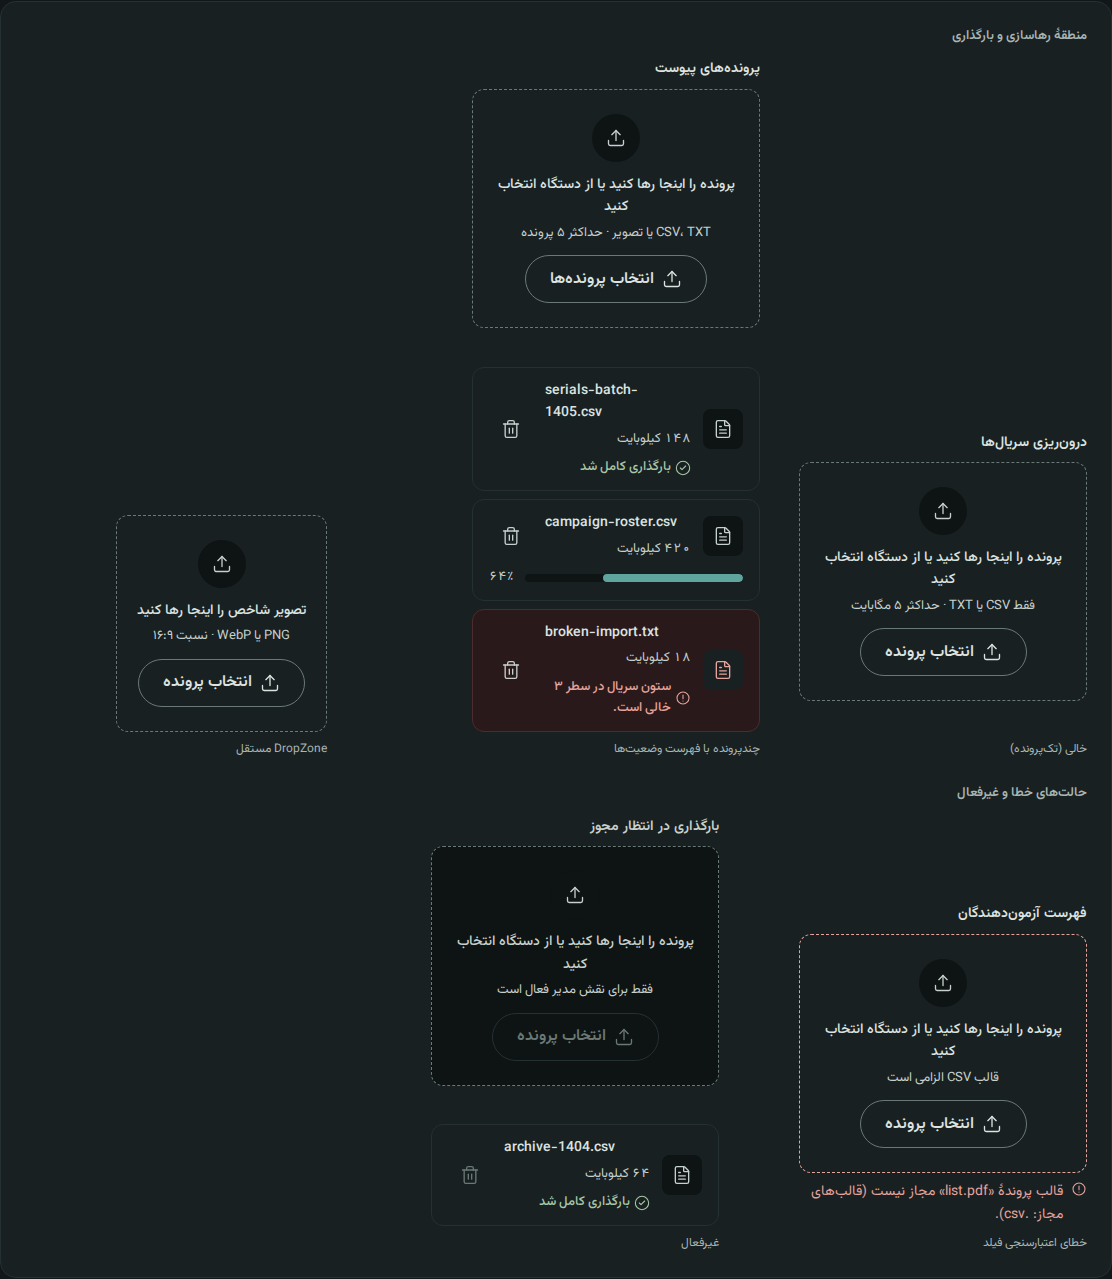 منطقهٔ رهاسازی و بارگذاری
درون‌ریزی سریال‌ها
پرونده را اینجا رها کنید یا از دستگاه انتخاب
کنید
فقط CSV یا TXT · حداکثر ۵ مگابایت
انتخاب پرونده
خالی (تک‌پرونده)
پرونده‌های پیوست
پرونده را اینجا رها کنید یا از دستگاه انتخاب
کنید
CSV، TXT یا تصویر · حداکثر ۵ پرونده
انتخاب پرونده‌ها
serials-batch-
1405.csv
۱۴۸ کیلوبایت
بارگذاری کامل شد
campaign-roster.csv
۴۲۰ کیلوبایت
۶۴٪
broken-import.txt
۱۸ کیلوبایت
ستون سریال در سطر ۳
خالی است.
چندپرونده با فهرست وضعیت‌ها
تصویر شاخص را اینجا رها کنید
PNG یا WebP · نسبت ۱۶:۹
انتخاب پرونده
DropZone مستقل
حالت‌های خطا و غیرفعال
فهرست آزمون‌دهندگان
پرونده را اینجا رها کنید یا از دستگاه انتخاب
کنید
قالب CSV الزامی است
انتخاب پرونده
قالب پروندهٔ «list.pdf» مجاز نیست (قالب‌های
مجاز: .csv).
خطای اعتبارسنجی فیلد
بارگذاری در انتظار مجوز
پرونده را اینجا رها کنید یا از دستگاه انتخاب
کنید
فقط برای نقش مدیر فعال است
انتخاب پرونده
archive-1404.csv
۶۴ کیلوبایت
بارگذاری کامل شد
غیرفعال